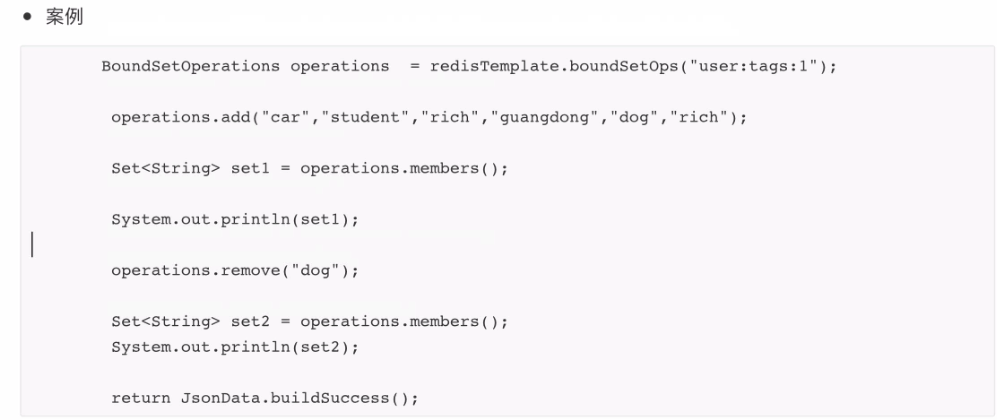 案例
BoundSetOperations operations  = redisTemplate.boundSetOps("user:tags:1");
operations.add("car","student","rich","guangdong","dog","rich");
Set<String> set1 = operations.members();
System.out.println(set1);
operations.remove("dog");
Set<String> set2 = operations.members();
System.out.println(set2);
return JsonData.buildSuccess();